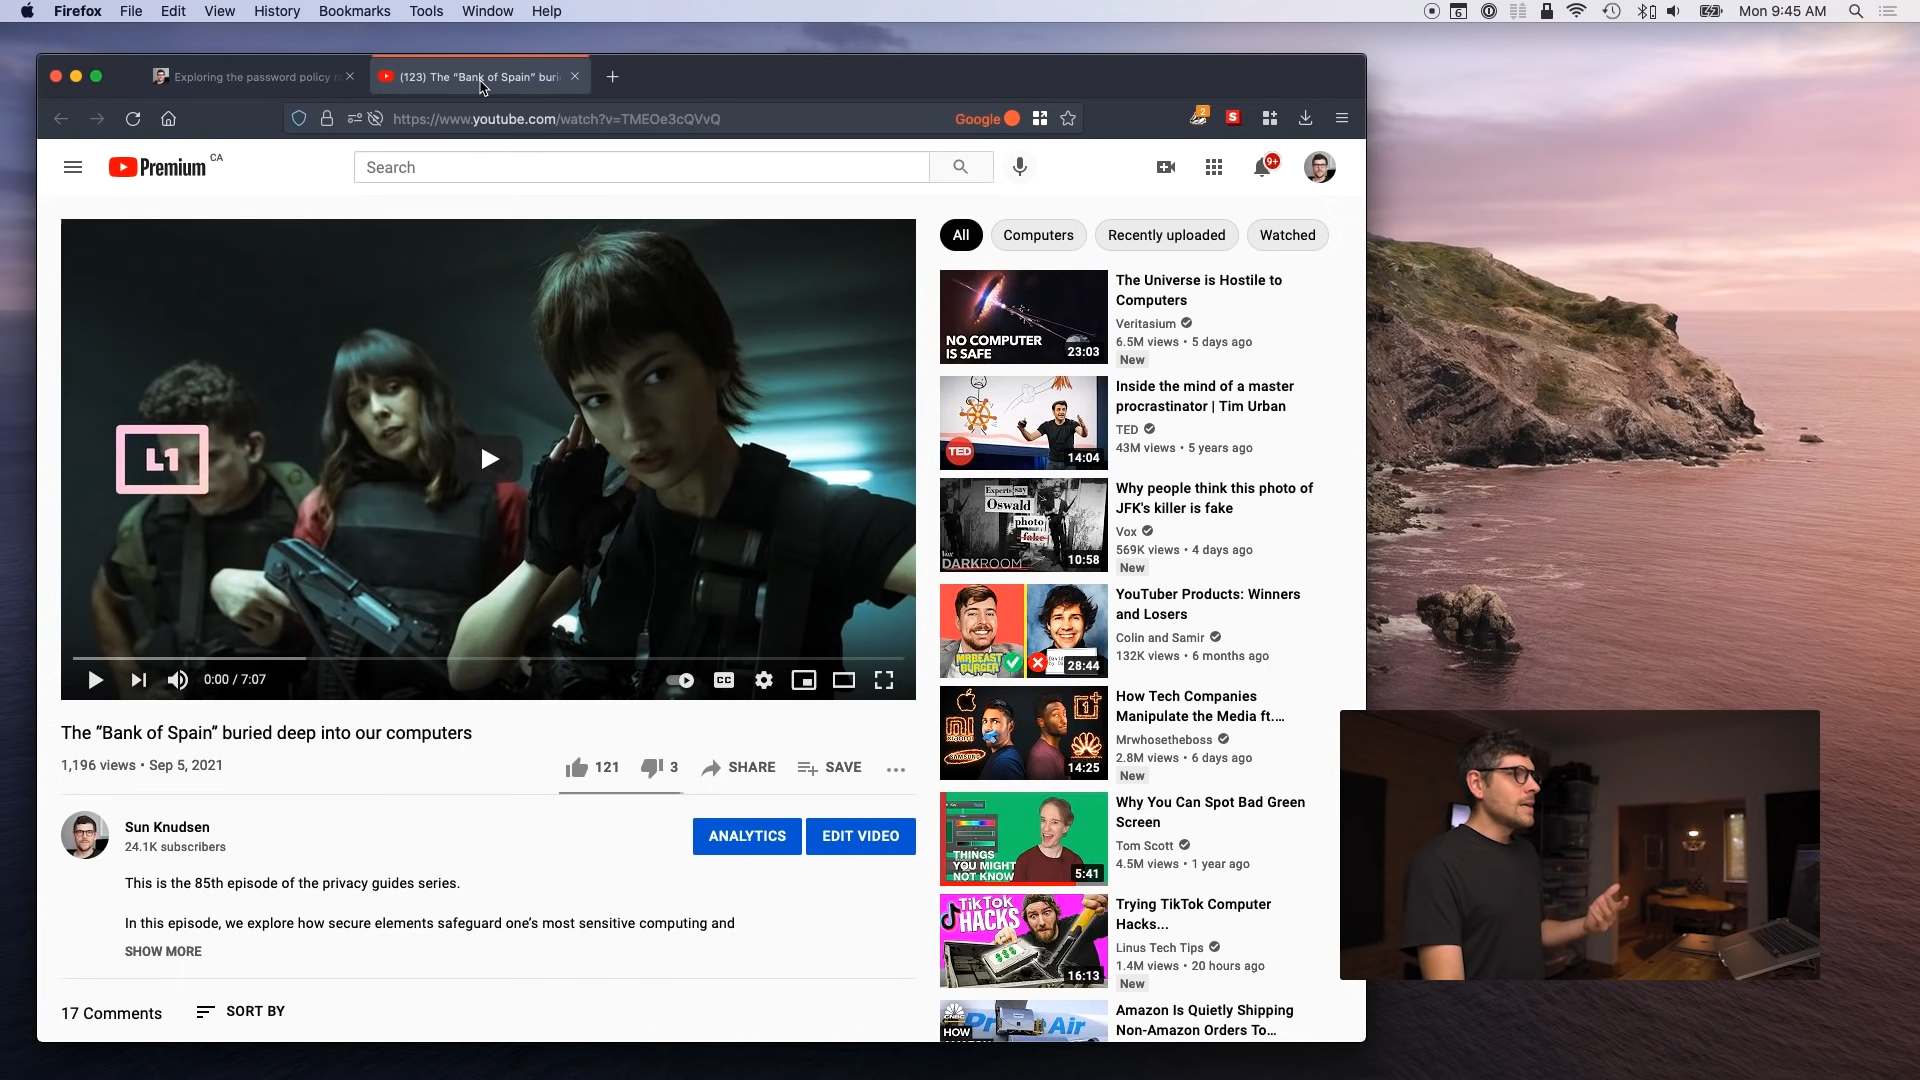 Firefox File Edit View History Bookmarks Tools Window Help
6
Mon 9:45 AM
Exploring the password policy
(123) The “Bank of Spain” buri
https://www.youtube.com/watch?v=TMEOe3cQVvQ
Google
2
S
Premium CA
Search
9+
L1
CC
0:00 / 7:07
The “Bank of Spain” buried deep into our computers
1,196 views • Sep 5, 2021
121
3
SHARE
SAVE
Sun Knudsen
24.1K subscribers
ANALYTICS
EDIT VIDEO
This is the 85th episode of the privacy guides series.
In this episode, we explore how secure elements safeguard one’s most sensitive computing and
SHOW MORE
17 Comments
SORT BY
All
Computers
Recently uploaded
Watched
NO COMPUTER
IS SAFE
23:03
The Universe is Hostile to
Computers
Veritasium
6.5M views • 5 days ago
New
TED
14:04
Inside the mind of a master
procrastinator | Tim Urban
TED
43M views • 5 years ago
Experts say
Oswald
photo
fake
Vox
DARKROOM
10:58
Why people think this photo of
JFK's killer is fake
Vox
569K views • 4 days ago
New
MRBEAST
BURGER
28:44
YouTuber Products: Winners
and Losers
Colin and Samir
132K views • 6 months ago
SAMSUNG
14:25
How Tech Companies
Manipulate the Media ft....
Mrwhosetheboss
2.8M views • 6 days ago
New
THINGS
YOU MIGHT
NOT KNOW
5:41
Why You Can Spot Bad Green
Screen
Tom Scott
4.5M views • 1 year ago
TikTok
HACKS
$$$
16:13
Trying TikTok Computer
Hacks...
Linus Tech Tips
1.4M views • 20 hours ago
New
CNBC
HOW
Air
Amazon Is Quietly Shipping
Non-Amazon Orders To...